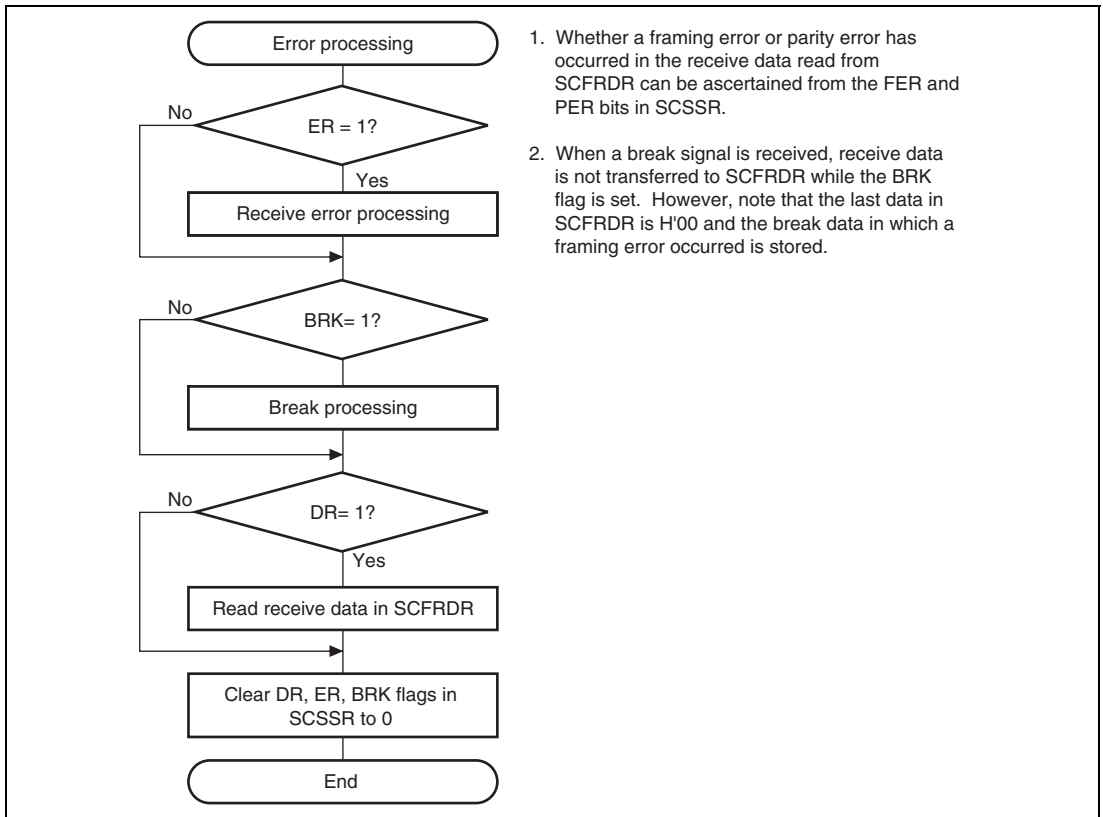 Error processing
No
ER = 1?
Yes
Receive error processing
No
BRK= 1?
Break processing
No
DR= 1?
Yes
Read receive data in SCFRDR
Clear DR, ER, BRK flags in
SCSSR to 0
End
1. Whether a framing error or parity error has
occurred in the receive data read from
SCFRDR can be ascertained from the FER and
PER bits in SCSSR.
2. When a break signal is received, receive data
is not transferred to SCFRDR while the BRK
flag is set. However, note that the last data in
SCFRDR is H'00 and the break data in which a
framing error occurred is stored.